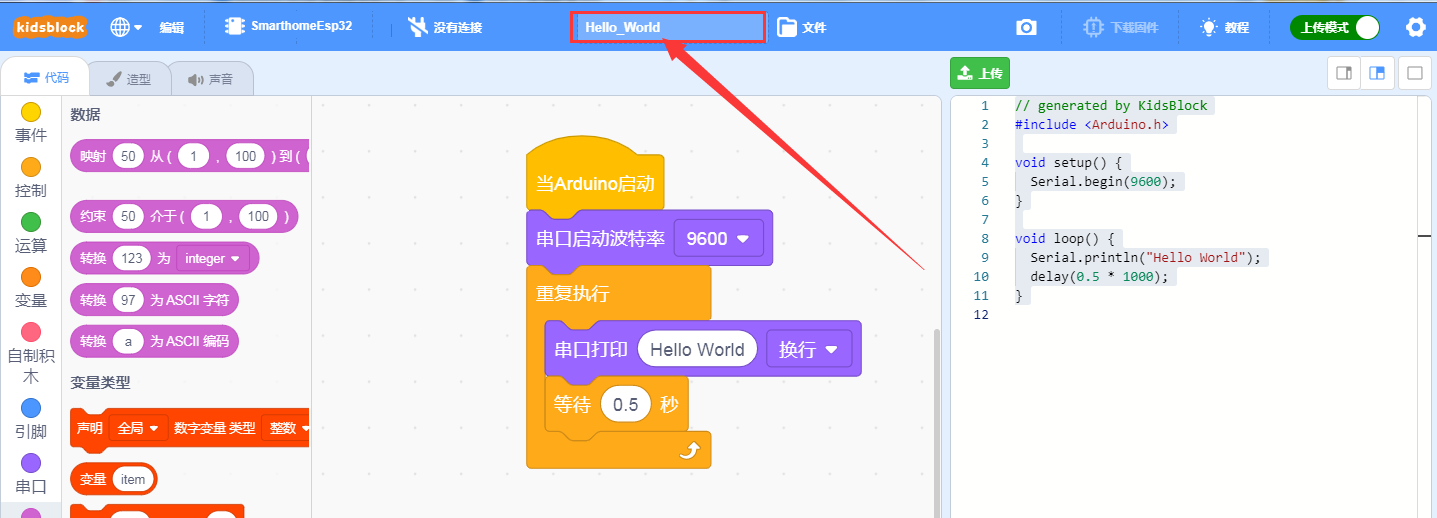 kidsblock 编辑 SmarthomeEsp32 没有连接 Hello_World 文件 下载固件 教程 上传模式
代码 造型 声音
上传
事件
控制
运算
变量
自制积
木
引脚
串口
数据
映射 50 从 ( 1 , 100 ) 到 (
约束 50 介于 ( 1 , 100 )
转换 123 为 integer
转换 97 为 ASCII 字符
转换 a 为 ASCII 编码
变量类型
声明 全局 数字变量 类型 整数
变量 item
当Arduino启动
串口启动波特率 9600
重复执行
串口打印 Hello World 换行
等待 0.5 秒
1 // generated by KidsBlock
2 #include <Arduino.h>
3
4 void setup() {
5 Serial.begin(9600);
6 }
7
8 void loop() {
9 Serial.println("Hello World");
10 delay(0.5 * 1000);
11 }
12